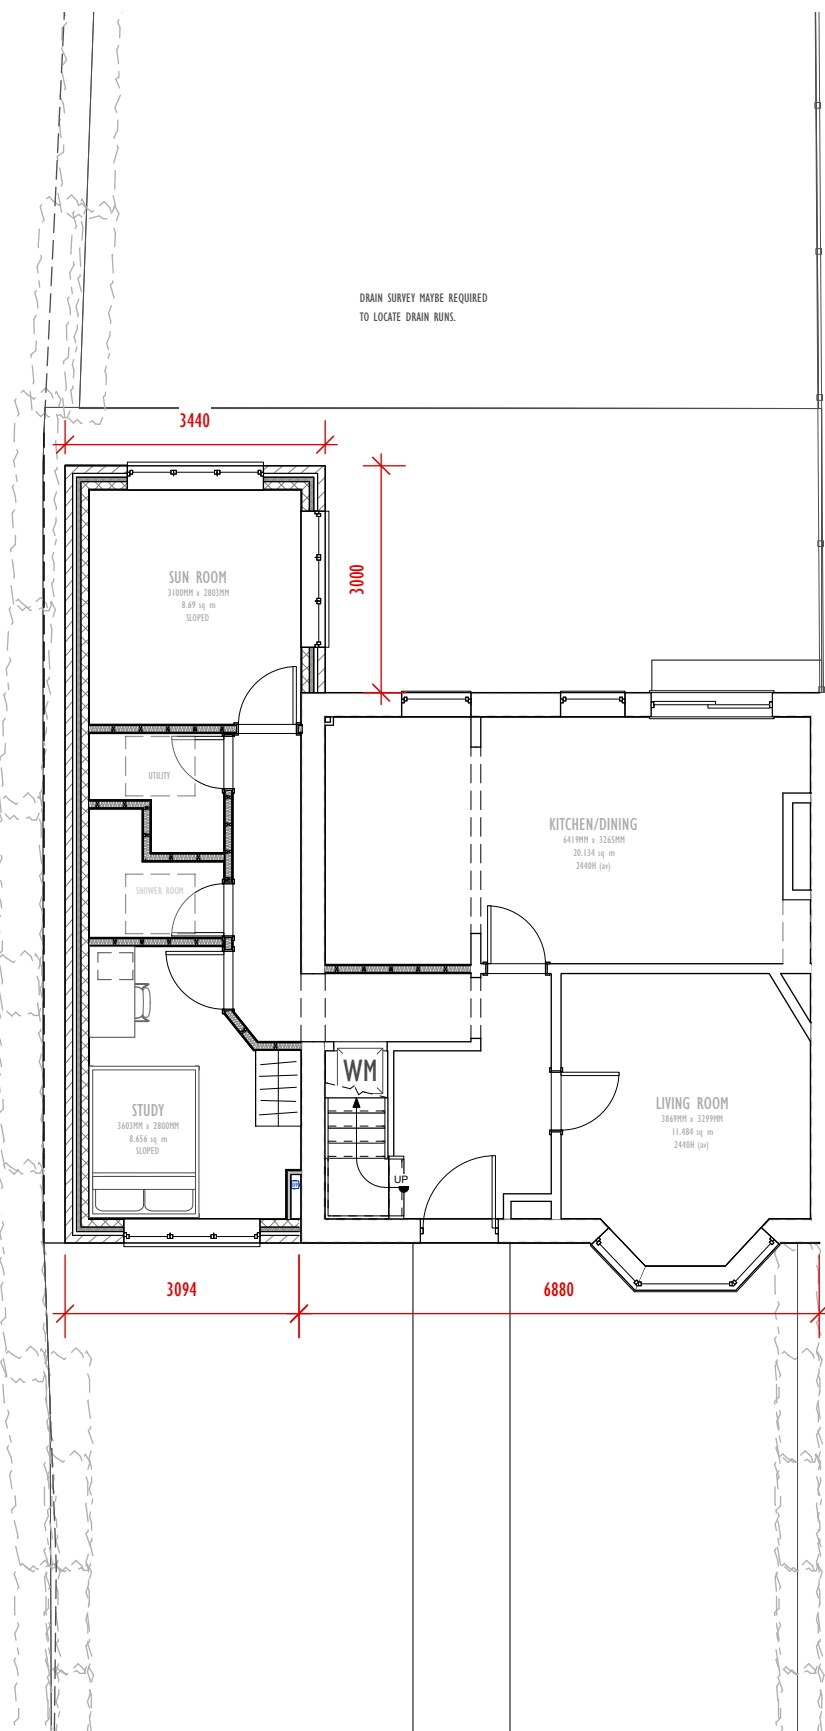 DRAIN SURVEY MAYBE REQUIRED
TO LOCATE DRAIN RUNS.
3440
3000
SUN ROOM
3100MM x 2803MM
8.69 sq m
SLOPED
UTILITY
KITCHEN/DINING
6419MM x 3265MM
20.134 sq m
2440H (av)
SHOWER ROOM
WM
STUDY
3603MM x 2800MM
8.656 sq m
SLOPED
LIVING ROOM
3869MM x 3299MM
11.484 sq m
2440H (av)
UP
3094
6880